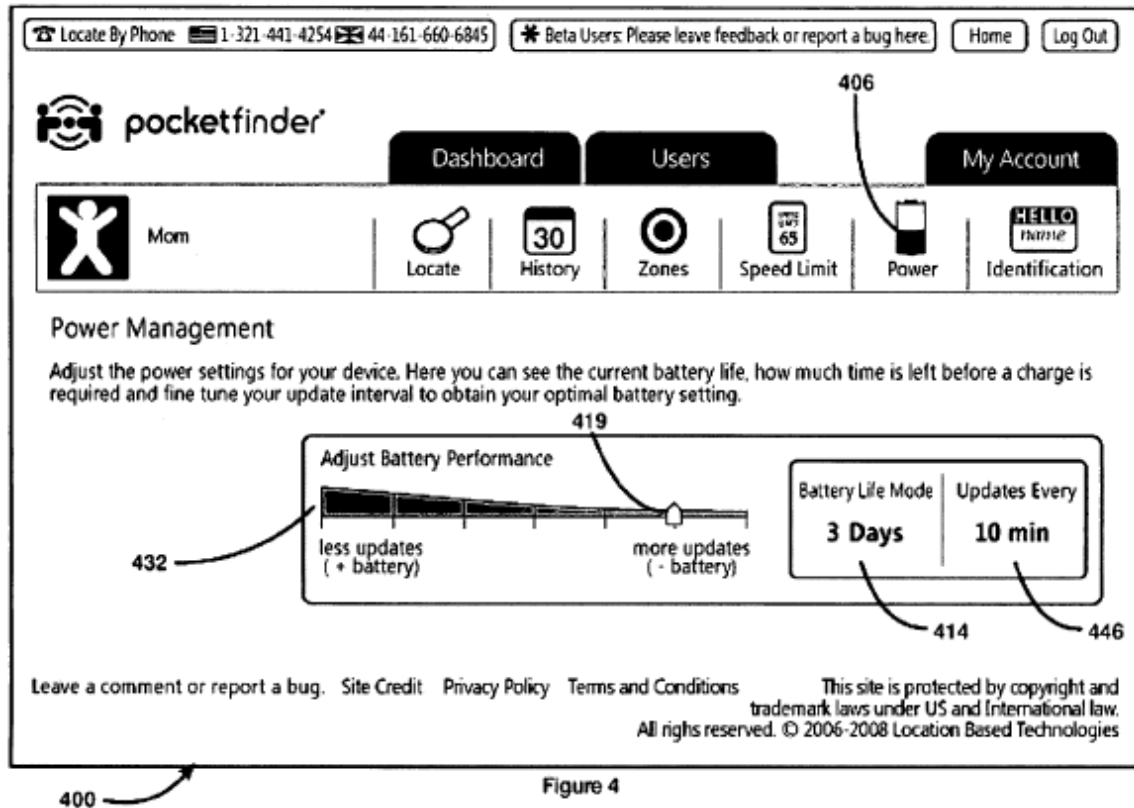 Locate By Phone 1-321-441-4254 44-161-660-6845
* Beta Users: Please leave feedback or report a bug here.
Home
Log Out
406
pocketfinder
Dashboard
Users
My Account
Mom
Locate
30
History
Zones
65
Speed Limit
Power
HELLO
name
Identification
Power Management
Adjust the power settings for your device. Here you can see the current battery life, how much time is left before a charge is
required and fine tune your update interval to obtain your optimal battery setting.
419
Adjust Battery Performance
Battery Life Mode
Updates Every
3 Days
10 min
432
less updates
( + battery)
more updates
( - battery)
414
446
Leave a comment or report a bug. Site Credit Privacy Policy Terms and Conditions
This site is protected by copyright and
trademark laws under US and International law.
All righs reserved. © 2006-2008 Location Based Technologies
400
Figure 4